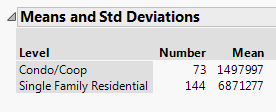 Means and Std Deviations
Level Number Mean
Condo/Coop 73 1497997
Single Family Residential 144 6871277